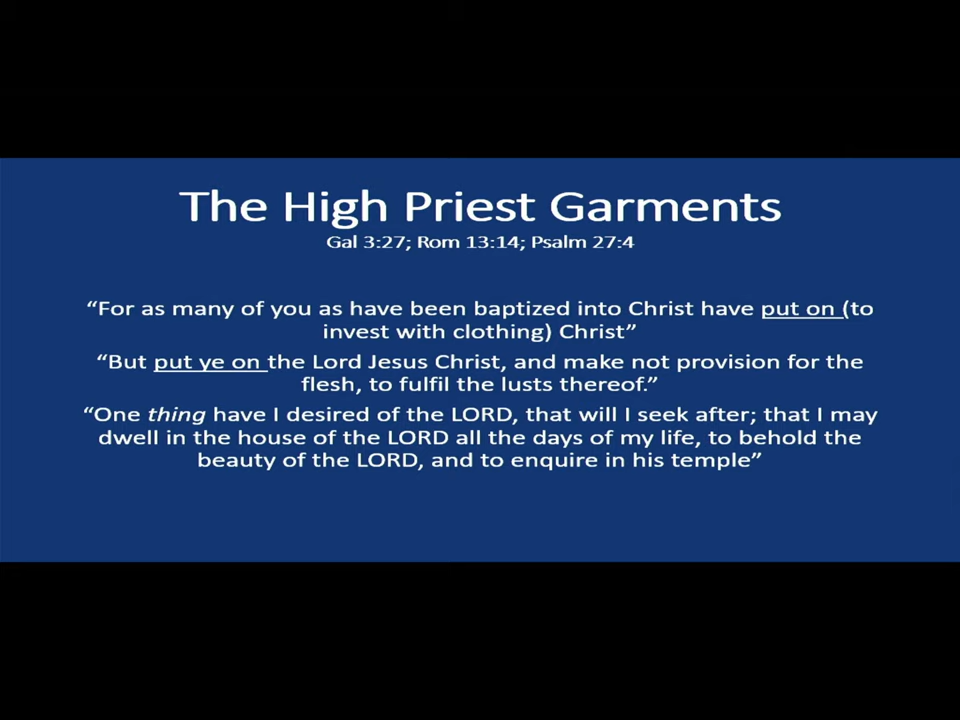 The High Priest Garments
Gal 3:27; Rom 13:14; Psalm 27:4
“For as many of you as have been baptized into Christ have put on (to
invest with clothing) Christ”
“But put ye on the Lord Jesus Christ, and make not provision for the
flesh, to fulfil the lusts thereof.”
“One thing have I desired of the LORD, that will I seek after; that I may
dwell in the house of the LORD all the days of my life, to behold the
beauty of the LORD, and to enquire in his temple”